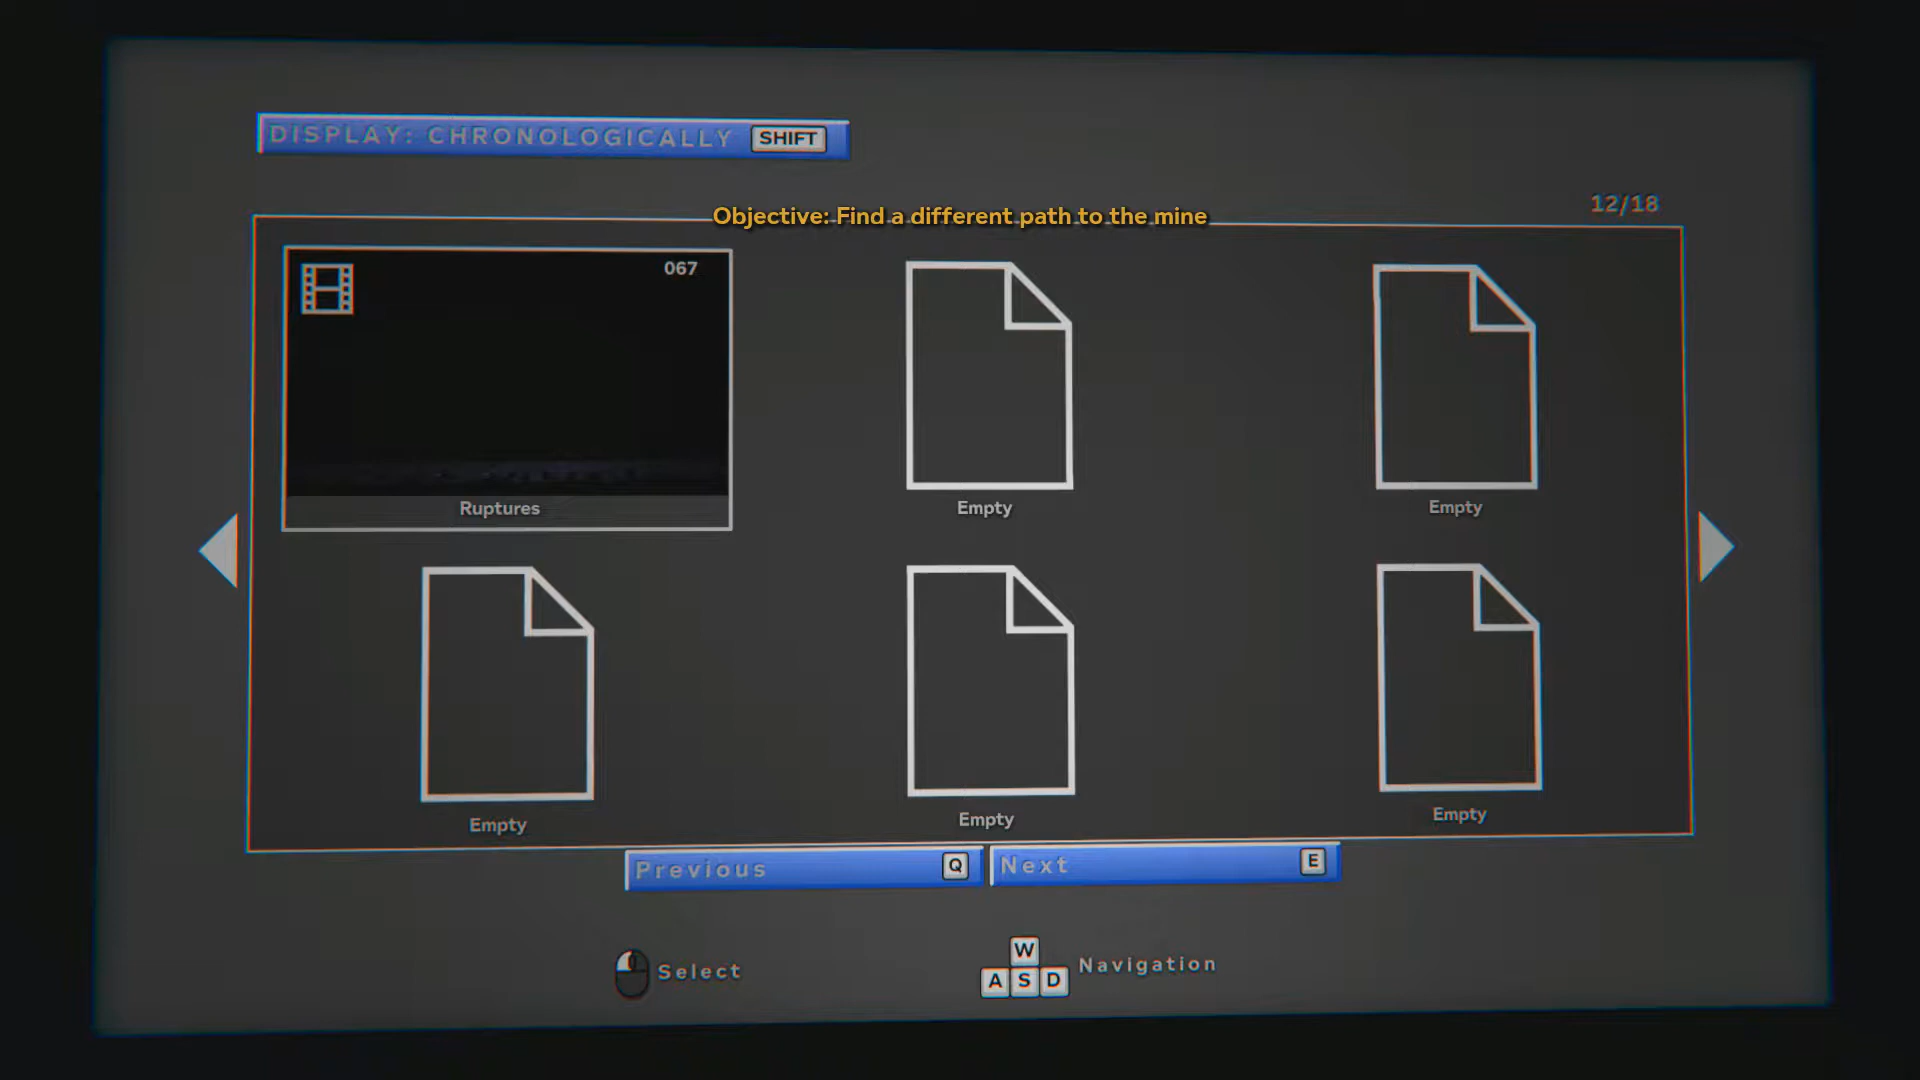 DISPLAY: CHRONOLOGICALLY SHIFT
12/18
Objective: Find a different path to the mine
067
Ruptures
Empty
Empty
Empty
Empty
Empty
Previous Q
Next E
Select
W
A S D
Navigation